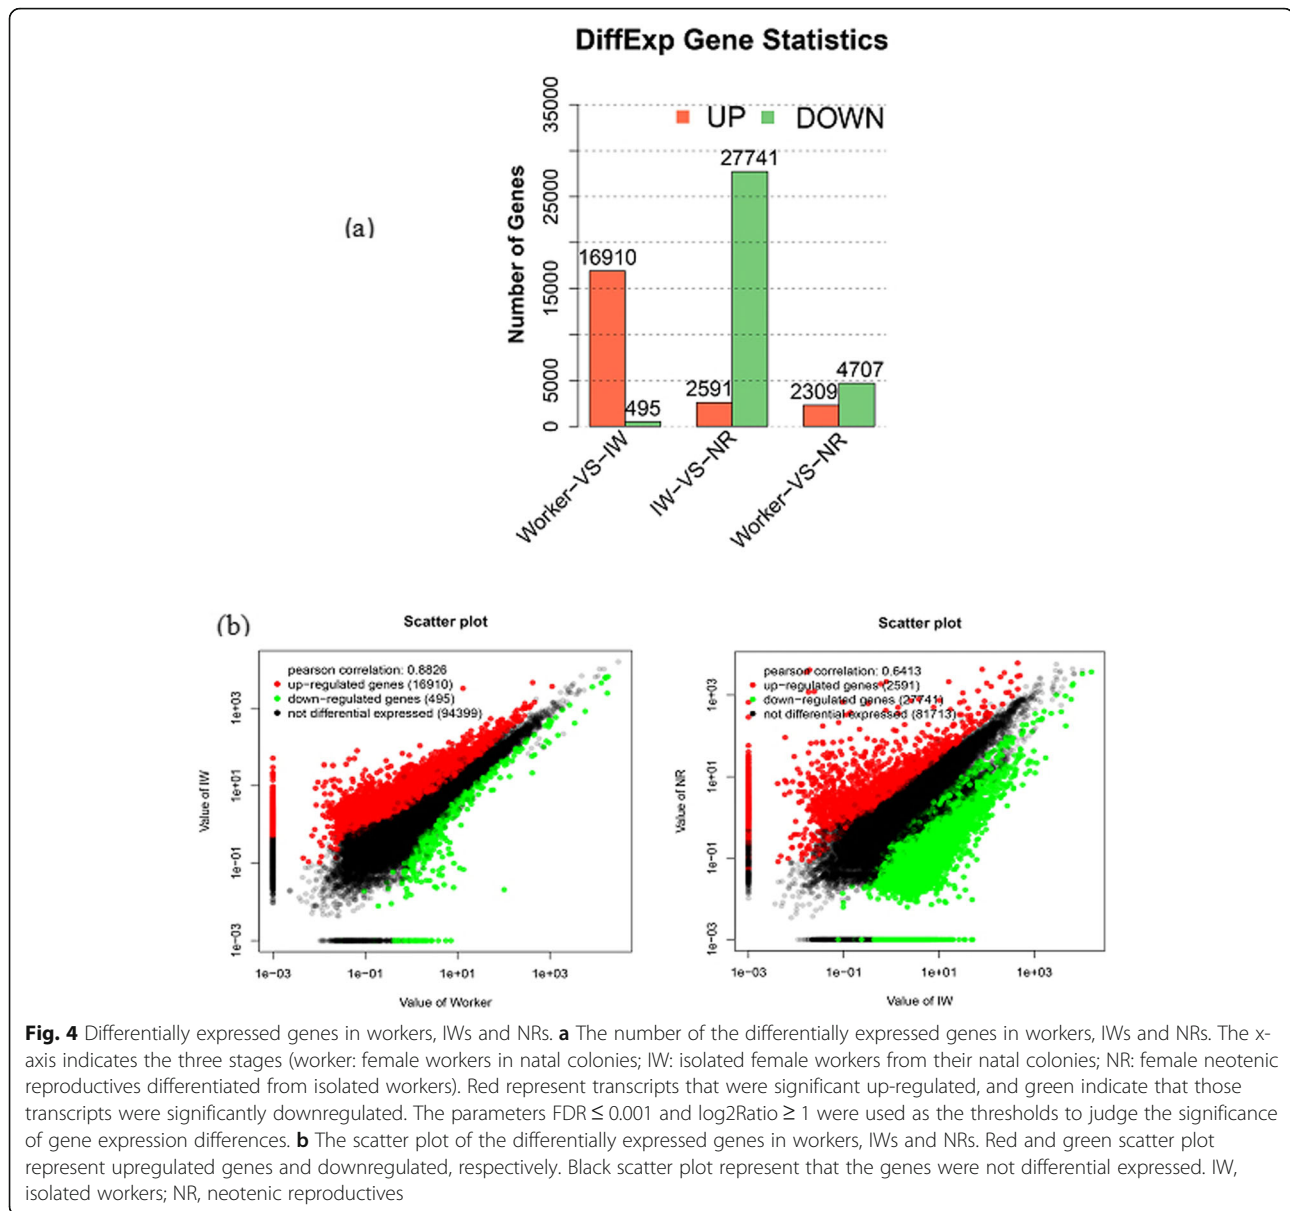 DiffExp Gene Statistics
(a)
Number of Genes
35000
25000
15000
5000
0
UP DOWN
16910
495
2591
27741
2309
4707
Worker-VS-IW
IW-VS-NR
Worker-VS-NR
(b)
Scatter plot
pearson correlation: 0.8826
up-regulated genes (16910)
down-regulated genes (495)
not differential expressed (94399)
Value of IW
1e+03
1e+01
1e-01
1e-03
1e-03 1e-01 1e+01 1e+03
Value of Worker
Scatter plot
pearson correlation: 0.6413
up-regulated genes (2591)
down-regulated genes (27741)
not differential expressed (81713)
Value of NR
1e+03
1e+01
1e-01
1e-03
1e-03 1e-01 1e+01 1e+03
Value of IW
Fig. 4 Differentially expressed genes in workers, IWs and NRs. a The number of the differentially expressed genes in workers, IWs and NRs. The x-
axis indicates the three stages (worker: female workers in natal colonies; IW: isolated female workers from their natal colonies; NR: female neotenic
reproductives differentiated from isolated workers). Red represent transcripts that were significant up-regulated, and green indicate that those
transcripts were significantly downregulated. The parameters FDR ≤ 0.001 and log2Ratio ≥ 1 were used as the thresholds to judge the significance
of gene expression differences. b The scatter plot of the differentially expressed genes in workers, IWs and NRs. Red and green scatter plot
represent upregulated genes and downregulated, respectively. Black scatter plot represent that the genes were not differential expressed. IW,
isolated workers; NR, neotenic reproductives